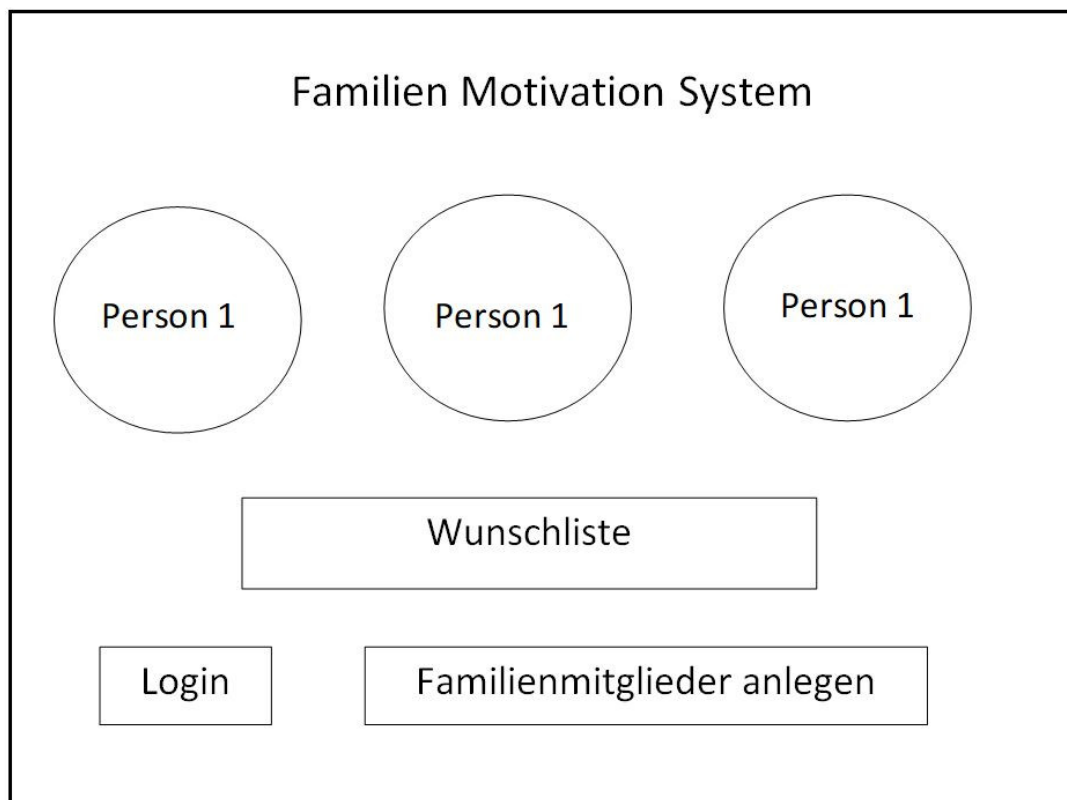 Familien Motivation System
Person 1
Person 1
Person 1
Wunschliste
Login
Familienmitglieder anlegen